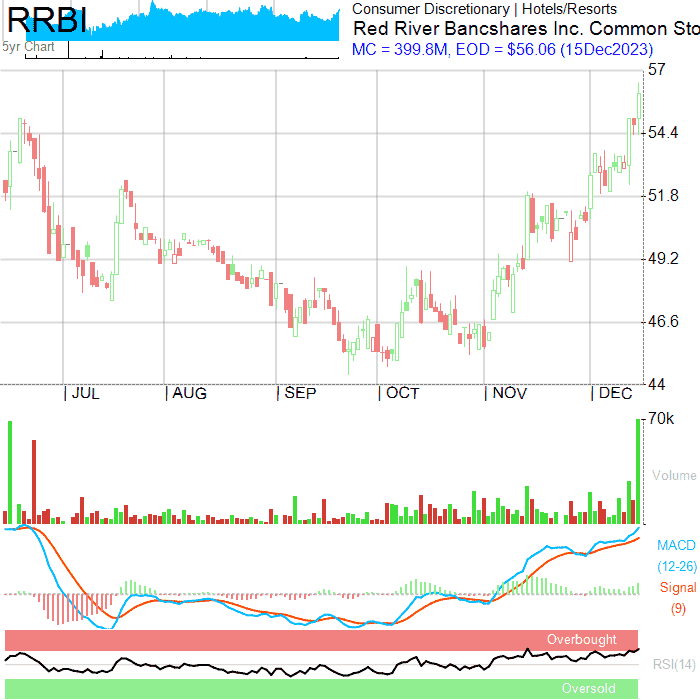 RRBI
5yr Chart
Consumer Discretionary | Hotels/Resorts
Red River Bancshares Inc. Common Sto
MC = 399.8M, EOD = $56.06 (15Dec2023)
57
54.4
51.8
49.2
46.6
44
| JUL | AUG | SEP | OCT | NOV | DEC
70k
Volume
MACD
(12-26)
Signal
(9)
Overbought
RSI(14)
Oversold